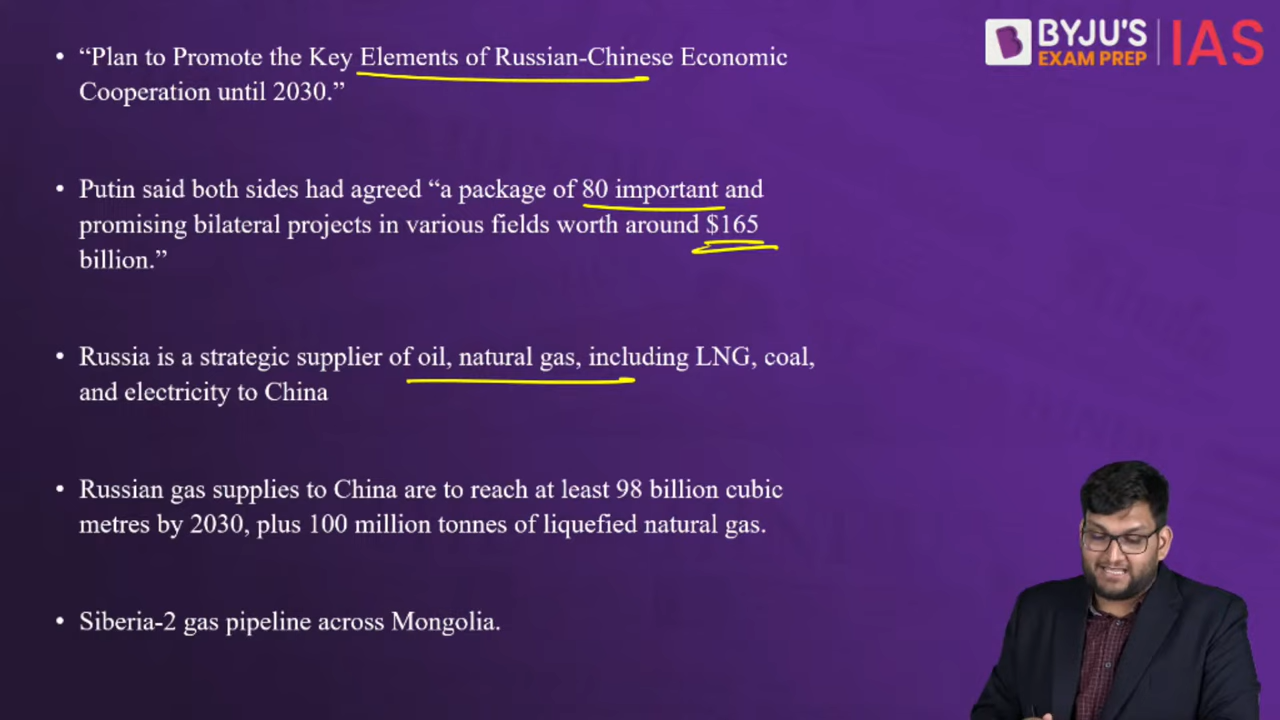 • “Plan to Promote the Key Elements of Russian-Chinese Economic
Cooperation until 2030.”
• Putin said both sides had agreed “a package of 80 important and
promising bilateral projects in various fields worth around $165
billion.”
• Russia is a strategic supplier of oil, natural gas, including LNG, coal,
and electricity to China
• Russian gas supplies to China are to reach at least 98 billion cubic
metres by 2030, plus 100 million tonnes of liquefied natural gas.
• Siberia-2 gas pipeline across Mongolia.
BYJU'S
EXAM PREP
IAS